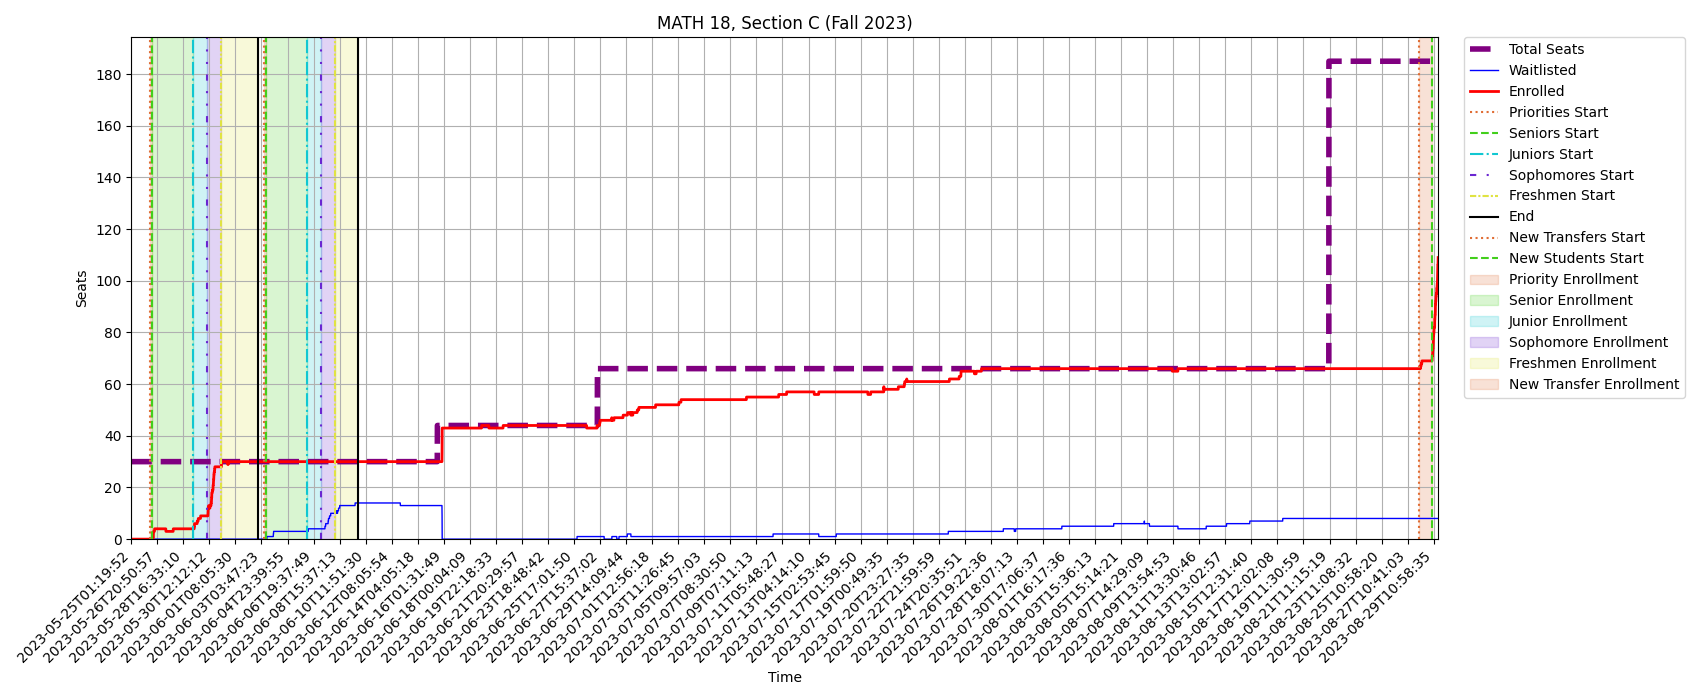 MATH 18, Section C (Fall 2023)
Seats
180
160
140
120
100
80
60
40
20
0
2023-05-25T01:19:52
2023-05-26T20:50:57
2023-05-28T16:33:10
2023-05-30T12:12:12
2023-06-01T08:05:30
2023-06-03T03:47:23
2023-06-04T23:39:55
2023-06-06T19:37:49
2023-06-08T15:37:13
2023-06-10T11:51:30
2023-06-12T08:05:54
2023-06-14T04:05:18
2023-06-16T01:31:49
2023-06-18T00:04:09
2023-06-19T22:18:33
2023-06-21T20:29:57
2023-06-23T18:48:42
2023-06-25T17:01:50
2023-06-27T15:37:02
2023-06-29T14:09:44
2023-07-01T12:56:18
2023-07-03T11:26:45
2023-07-05T09:57:03
2023-07-07T08:30:50
2023-07-09T07:11:13
2023-07-11T05:48:27
2023-07-13T04:14:10
2023-07-15T02:53:45
2023-07-17T01:59:50
2023-07-19T00:49:35
2023-07-20T23:27:35
2023-07-22T21:59:59
2023-07-24T20:35:51
2023-07-26T19:22:36
2023-07-28T18:07:13
2023-07-30T17:06:37
2023-08-01T16:17:36
2023-08-03T15:36:13
2023-08-05T15:14:21
2023-08-07T14:29:09
2023-08-09T13:54:53
2023-08-11T13:30:46
2023-08-13T13:02:57
2023-08-15T12:31:40
2023-08-17T12:02:08
2023-08-19T11:30:59
2023-08-21T11:15:19
2023-08-23T11:08:32
2023-08-25T10:58:20
2023-08-27T10:41:03
2023-08-29T10:58:35
Time
Total Seats
Waitlisted
Enrolled
Priorities Start
Seniors Start
Juniors Start
Sophomores Start
Freshmen Start
End
New Transfers Start
New Students Start
Priority Enrollment
Senior Enrollment
Junior Enrollment
Sophomore Enrollment
Freshmen Enrollment
New Transfer Enrollment